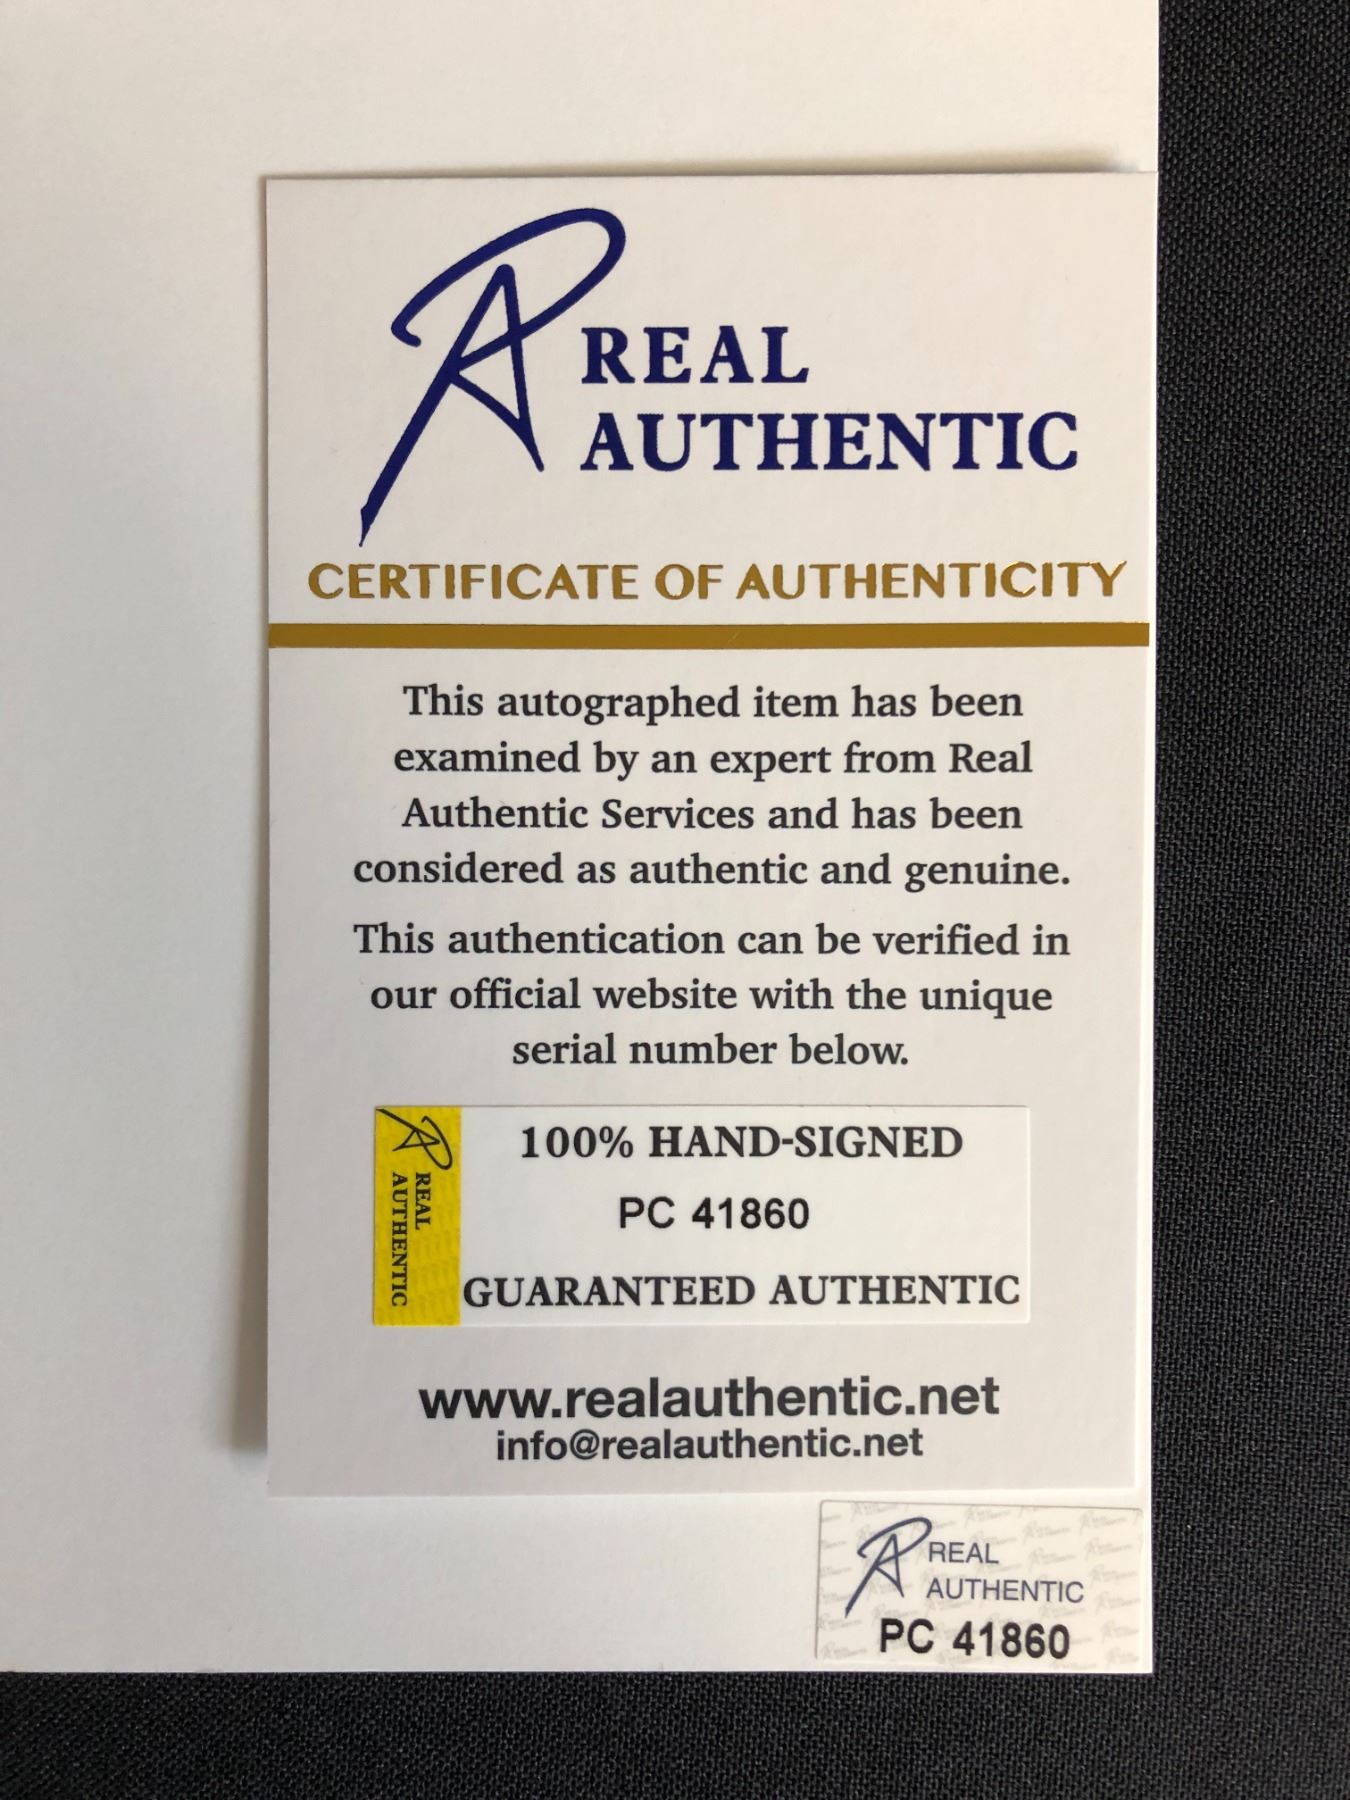 REAL
AUTHENTIC
CERTIFICATE OF AUTHENTICITY
This autographed item has been
examined by an expert from Real
Authentic Services and has been
considered as authentic and genuine.
This authentication can be verified in
our official website with the unique
serial number below.
REAL
AUTHENTIC
100% HAND-SIGNED
PC 41860
GUARANTEED AUTHENTIC
www.realauthentic.net
info@realauthentic.net
REAL
AUTHENTIC
PC 41860